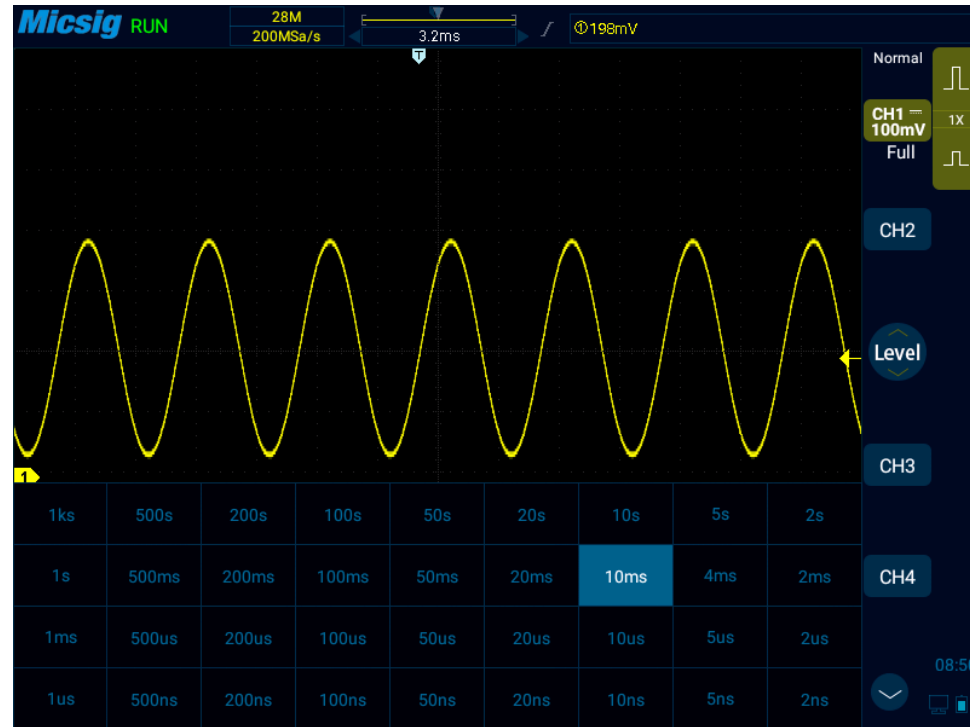 Micsig RUN
28M
200MSa/s
3.2ms
①198mV
T
Normal
CH1
100mV
Full
1X
CH2
Level
1
CH3
1ks 500s 200s 100s 50s 20s 10s 5s 2s
1s 500ms 200ms 100ms 50ms 20ms 10ms 4ms 2ms
CH4
1ms 500us 200us 100us 50us 20us 10us 5us 2us
1us 500ns 200ns 100ns 50ns 20ns 10ns 5ns 2ns